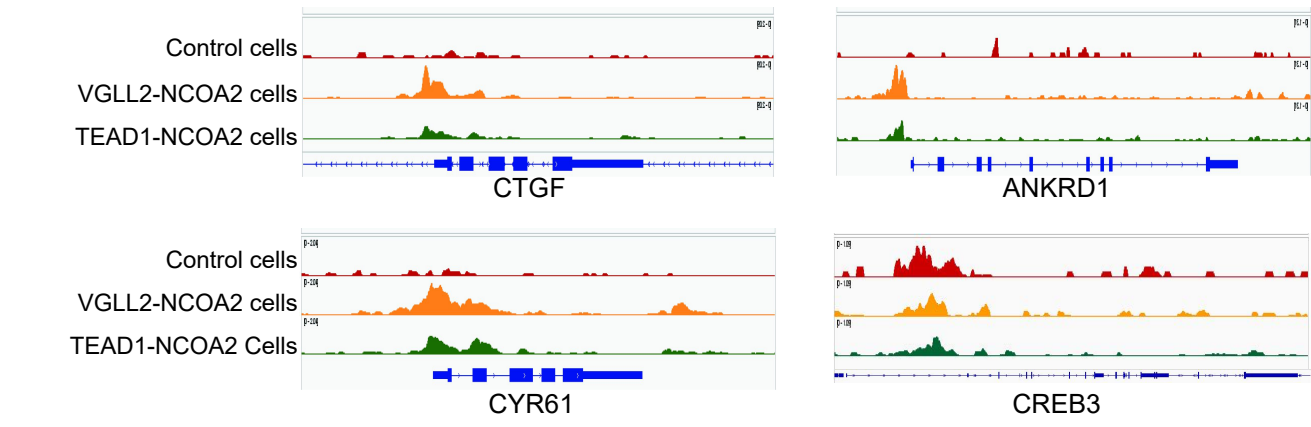 Control cells
VGLL2-NCOA2 cells
TEAD1-NCOA2 cells
CTGF
ANKRD1
Control cells
VGLL2-NCOA2 cells
TEAD1-NCOA2 Cells
CYR61
CREB3